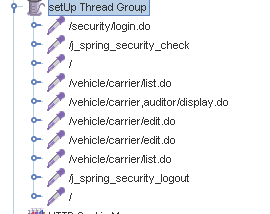 setUp Thread Group
/security/login.do
/j_spring_security_check
/
/vehicle/carrier/list.do
/vehicle/carrier,auditor/display.do
/vehicle/carrier/edit.do
/vehicle/carrier/edit.do
/vehicle/carrier/list.do
/j_spring_security_logout
/